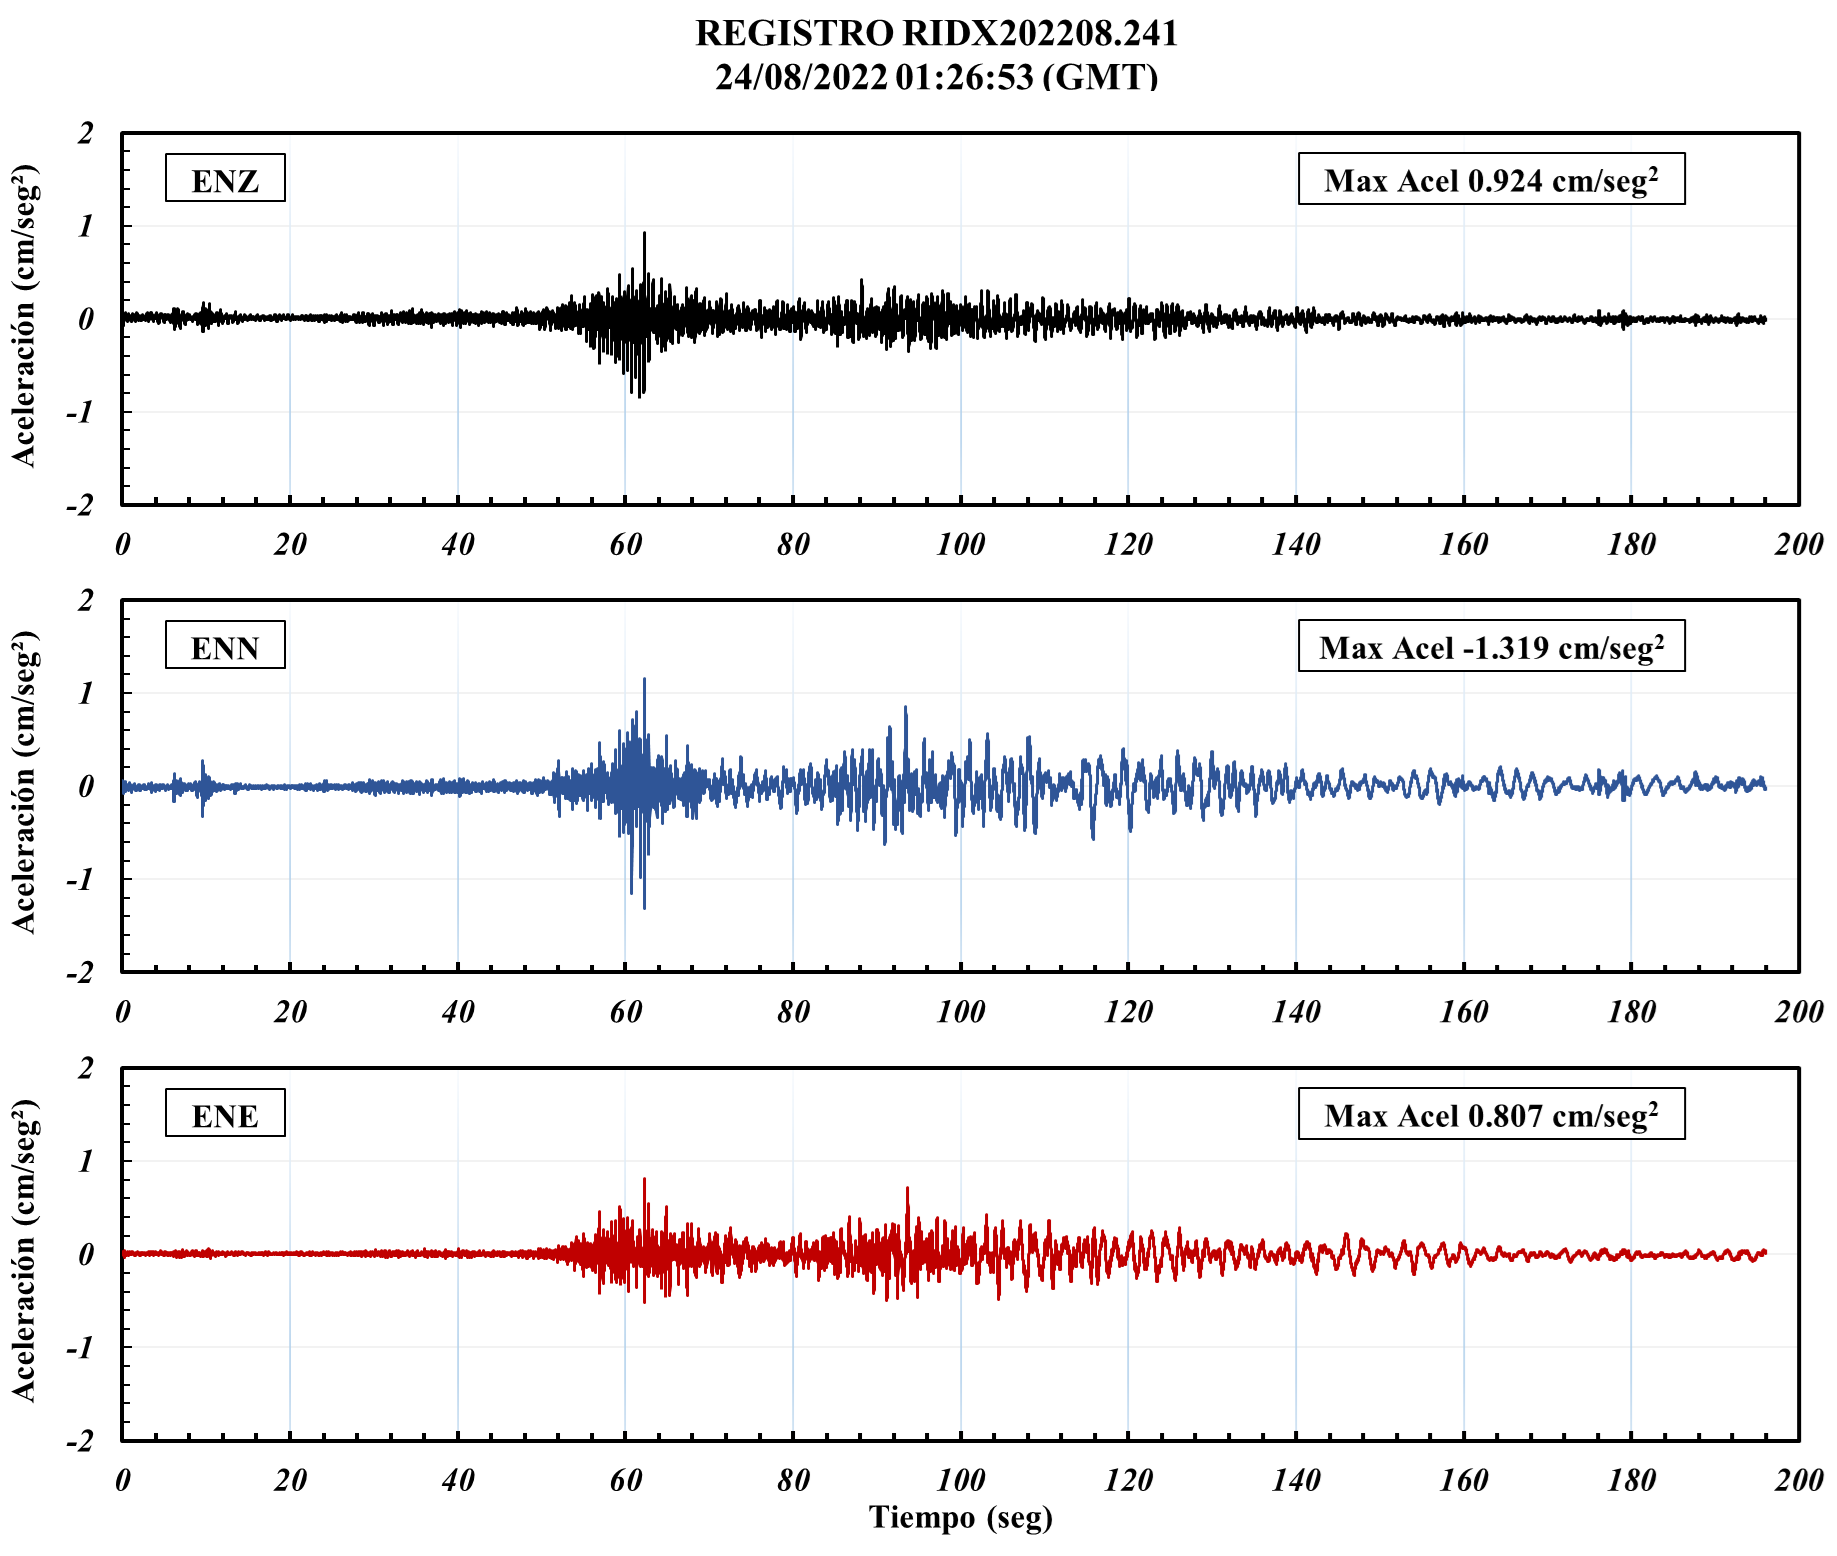 REGISTRO RIDX202208.241
24/08/2022 01:26:53 (GMT)
Aceleración (cm/seg²)
2
1
0
-1
-2
ENZ
Max Acel 0.924 cm/seg²
0 20 40 60 80 100 120 140 160 180 200
Aceleración (cm/seg²)
2
1
0
-1
-2
ENN
Max Acel -1.319 cm/seg²
0 20 40 60 80 100 120 140 160 180 200
Aceleración (cm/seg²)
2
1
0
-1
-2
ENE
Max Acel 0.807 cm/seg²
0 20 40 60 80 100 120 140 160 180 200
Tiempo (seg)